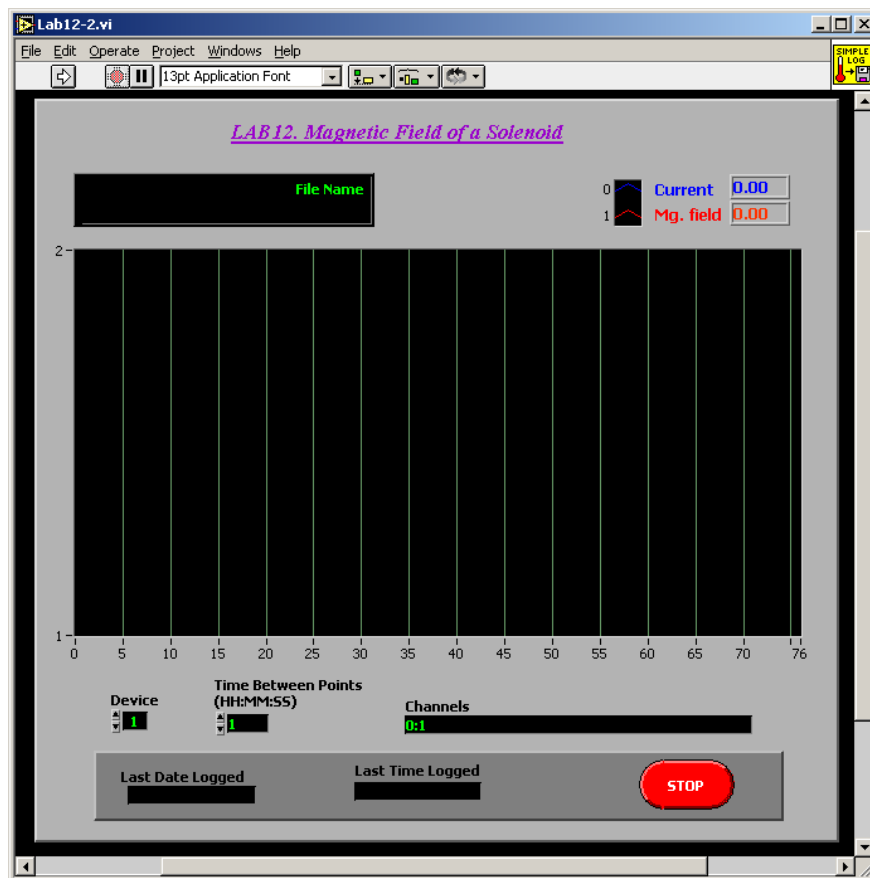 Lab12-2.vi
File Edit Operate Project Windows Help
SIMPLE
LOG
13pt Application Font
LAB12. Magnetic Field of a Solenoid
File Name
0 Current 0.00
1 Mg. field 0.00
2
1
0 5 10 15 20 25 30 35 40 45 50 55 60 65 70 76
Time Between Points
(HH:MM:SS)
Device
Channels
1 1 0:1
Last Date Logged Last Time Logged
STOP